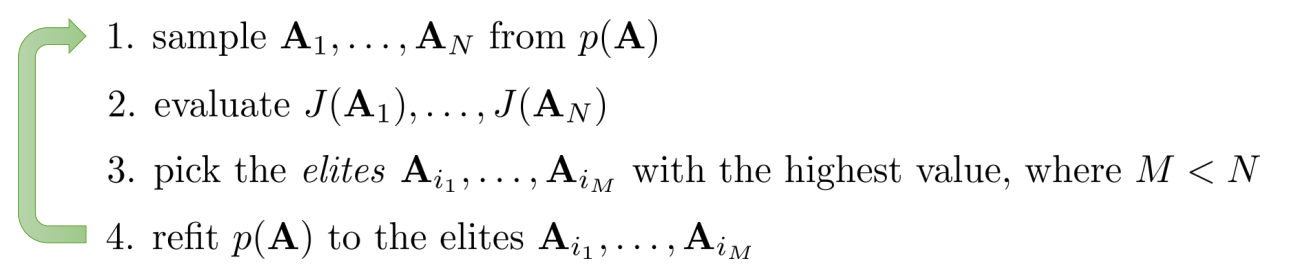 1. sample A₁, . . . , A_N from p(A)
2. evaluate J(A₁), . . . , J(A_N)
3. pick the elites A_{i₁}, . . . , A_{i_M} with the highest value, where M < N
4. refit p(A) to the elites A_{i₁}, . . . , A_{i_M}